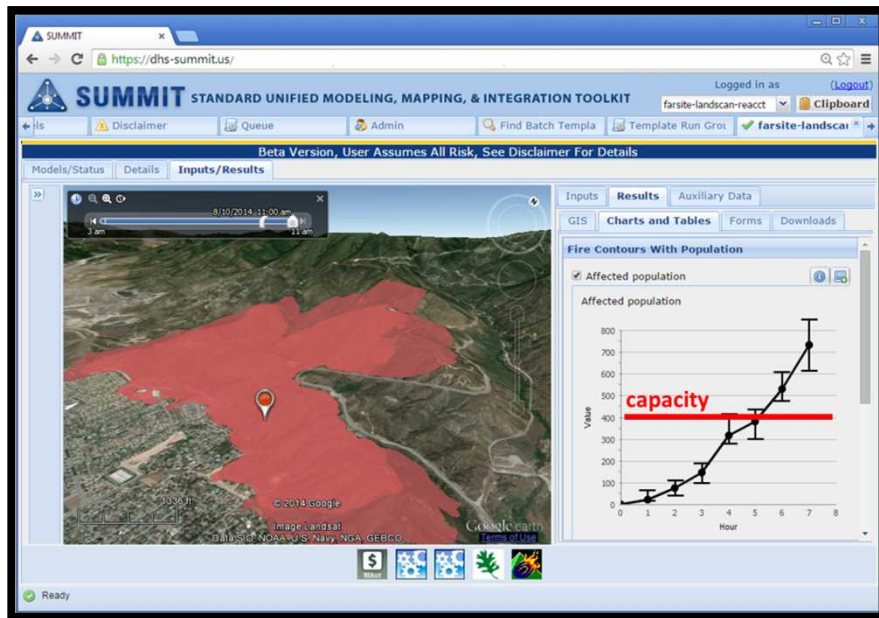 SUMMIT
https://dhs-summit.us/
SUMMIT STANDARD UNIFIED MODELING, MAPPING, & INTEGRATION TOOLKIT
Logged in as (Logout)
farsite-landscan-reacct Clipboard
els Disclaimer Queue Admin Find Batch Templa Template Run Grou farsite-landscar
Beta Version, User Assumes All Risk, See Disclaimer For Details
Models/Status Details Inputs/Results
8/10/2014 11:00 am
3 am 11 am
Inputs Results Auxiliary Data
GIS Charts and Tables Forms Downloads
Fire Contours With Population
Affected population
Affected population
800
700
600
500
400
300
200
100
0
Value
capacity
0 1 2 3 4 5 6 7 8
Hour
© 2014 Google
Image Landsat
Data SIO, NOAA, U.S. Navy, NGA, GEBCO
Google earth
Terms of Use
$
REAcct
Ready